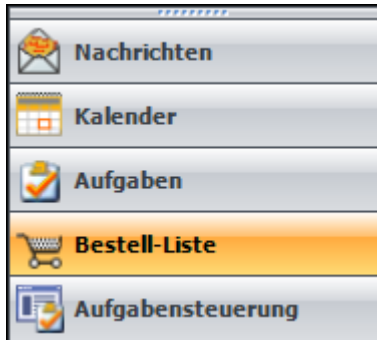 Nachrichten
Kalender
Aufgaben
Bestell-Liste
Aufgabensteuerung